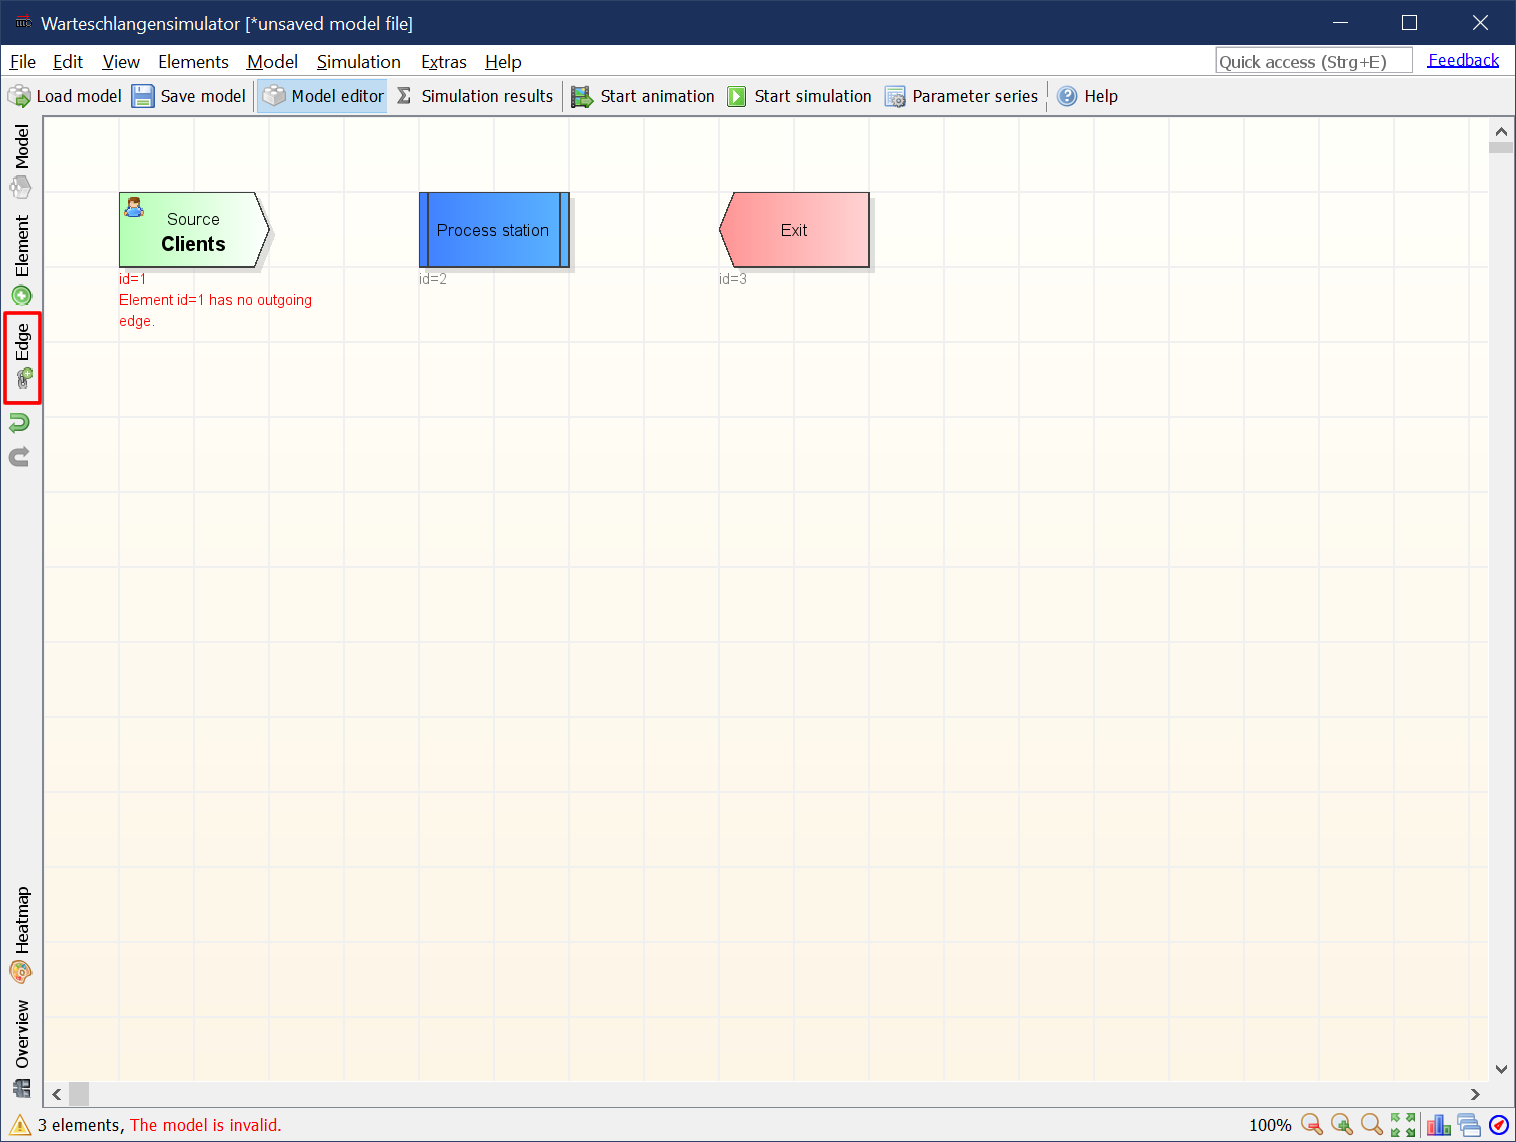 Warteschlangensimulator [*unsaved model file]
File Edit View Elements Model Simulation Extras Help
Quick access (Strg+E) Feedback
Load model Save model Model editor Simulation results Start animation Start simulation Parameter series Help
Model
Element
Edge
Heatmap
Overview
Source
Clients
id=1
Element id=1 has no outgoing
edge.
Process station
id=2
Exit
id=3
3 elements, The model is invalid.
100%